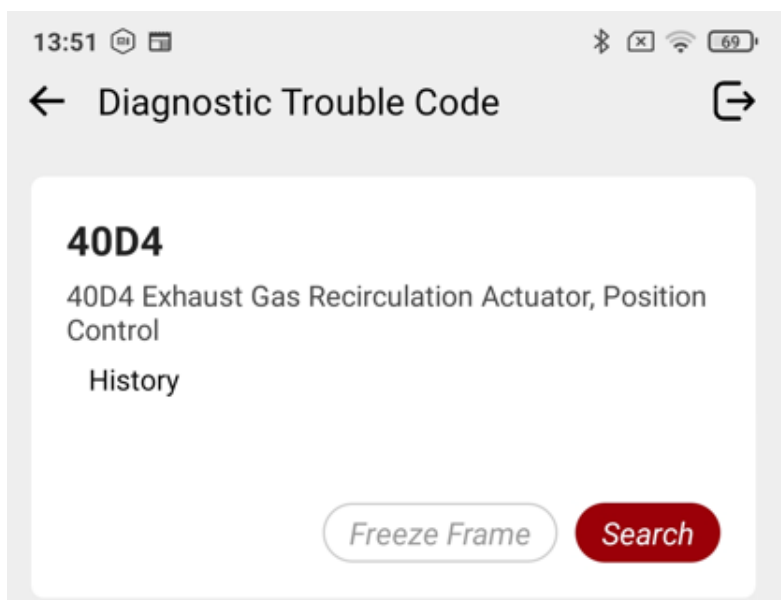 13:51 69
Diagnostic Trouble Code
40D4
40D4 Exhaust Gas Recirculation Actuator, Position
Control
History
Freeze Frame Search